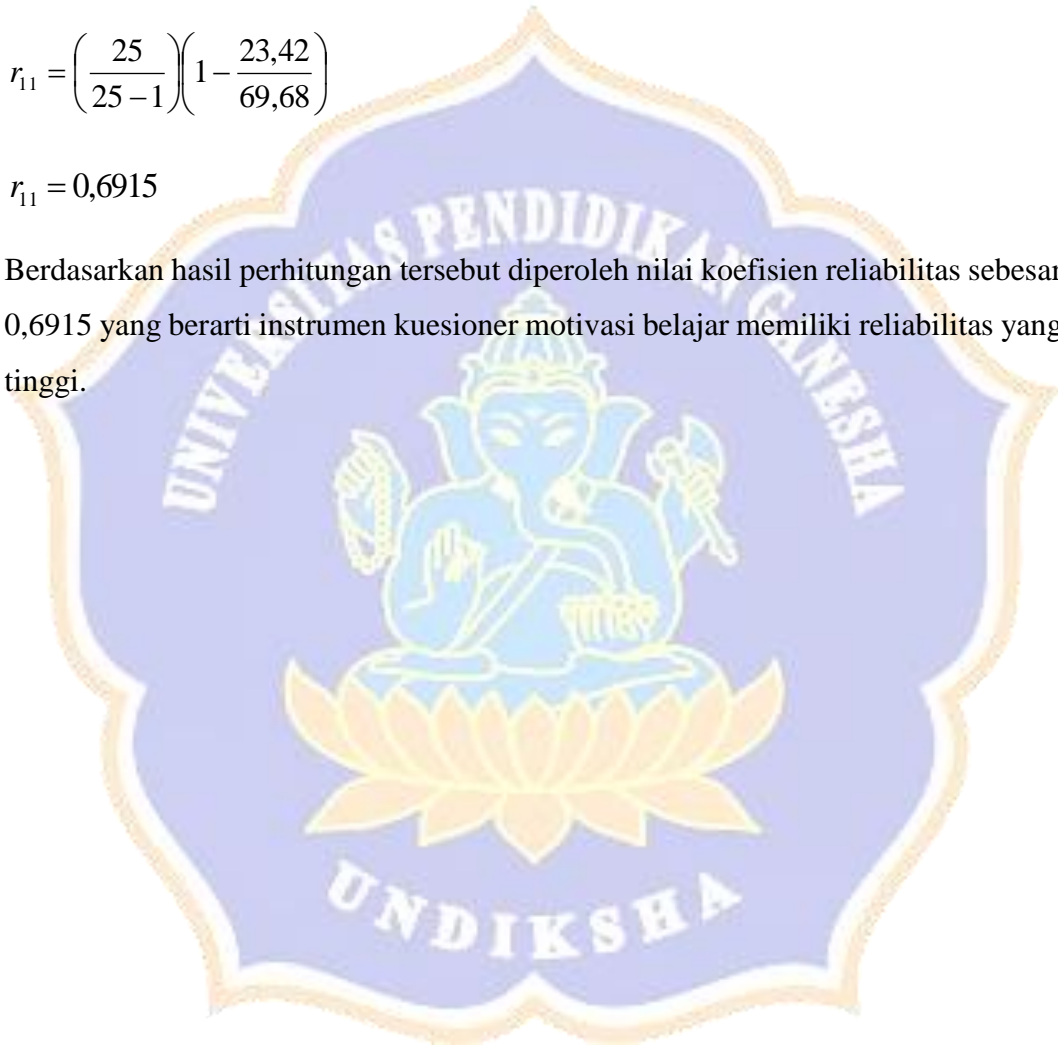 r₁₁ = (25 / (25 − 1)) (1 − 23,42 / 69,68)
r₁₁ = 0,6915
Berdasarkan hasil perhitungan tersebut diperoleh nilai koefisien reliabilitas sebesar
0,6915 yang berarti instrumen kuesioner motivasi belajar memiliki reliabilitas yang
tinggi.
UNIVERSITAS PENDIDIKAN GANESHA
UNDIKSHA